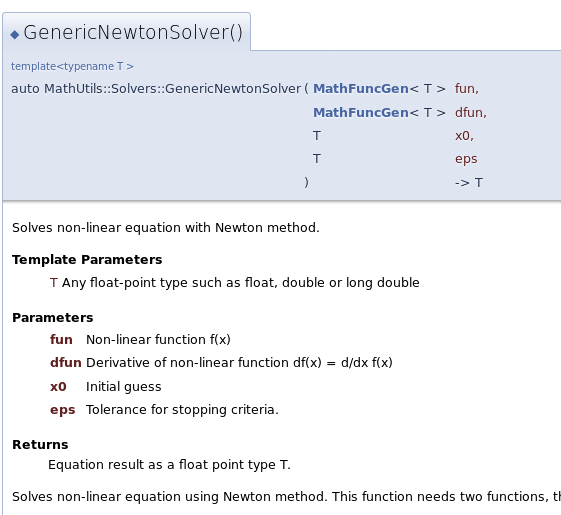 GenericNewtonSolver()
template<typename T >
auto MathUtils::Solvers::GenericNewtonSolver ( MathFuncGen< T > fun,
MathFuncGen< T > dfun,
T x0,
T eps
) -> T
Solves non-linear equation with Newton method.
Template Parameters
T Any float-point type such as float, double or long double
Parameters
fun Non-linear function f(x)
dfun Derivative of non-linear function df(x) = d/dx f(x)
x0 Initial guess
eps Tolerance for stopping criteria.
Returns
Equation result as a float point type T.
Solves non-linear equation using Newton method. This function needs two functions,